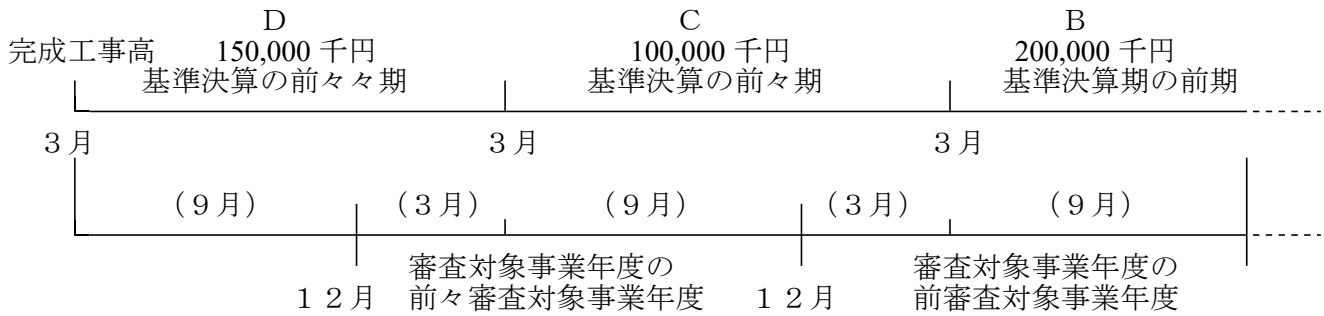 D C B
完成工事高 150,000 千円 100,000 千円 200,000 千円
基準決算の前々々期 基準決算の前々期 基準決算期の前期
３月 ３月 ３月
（９月） （３月） （９月） （３月） （９月）
審査対象事業年度の 審査対象事業年度の
１２月 前々審査対象事業年度 １２月 前審査対象事業年度